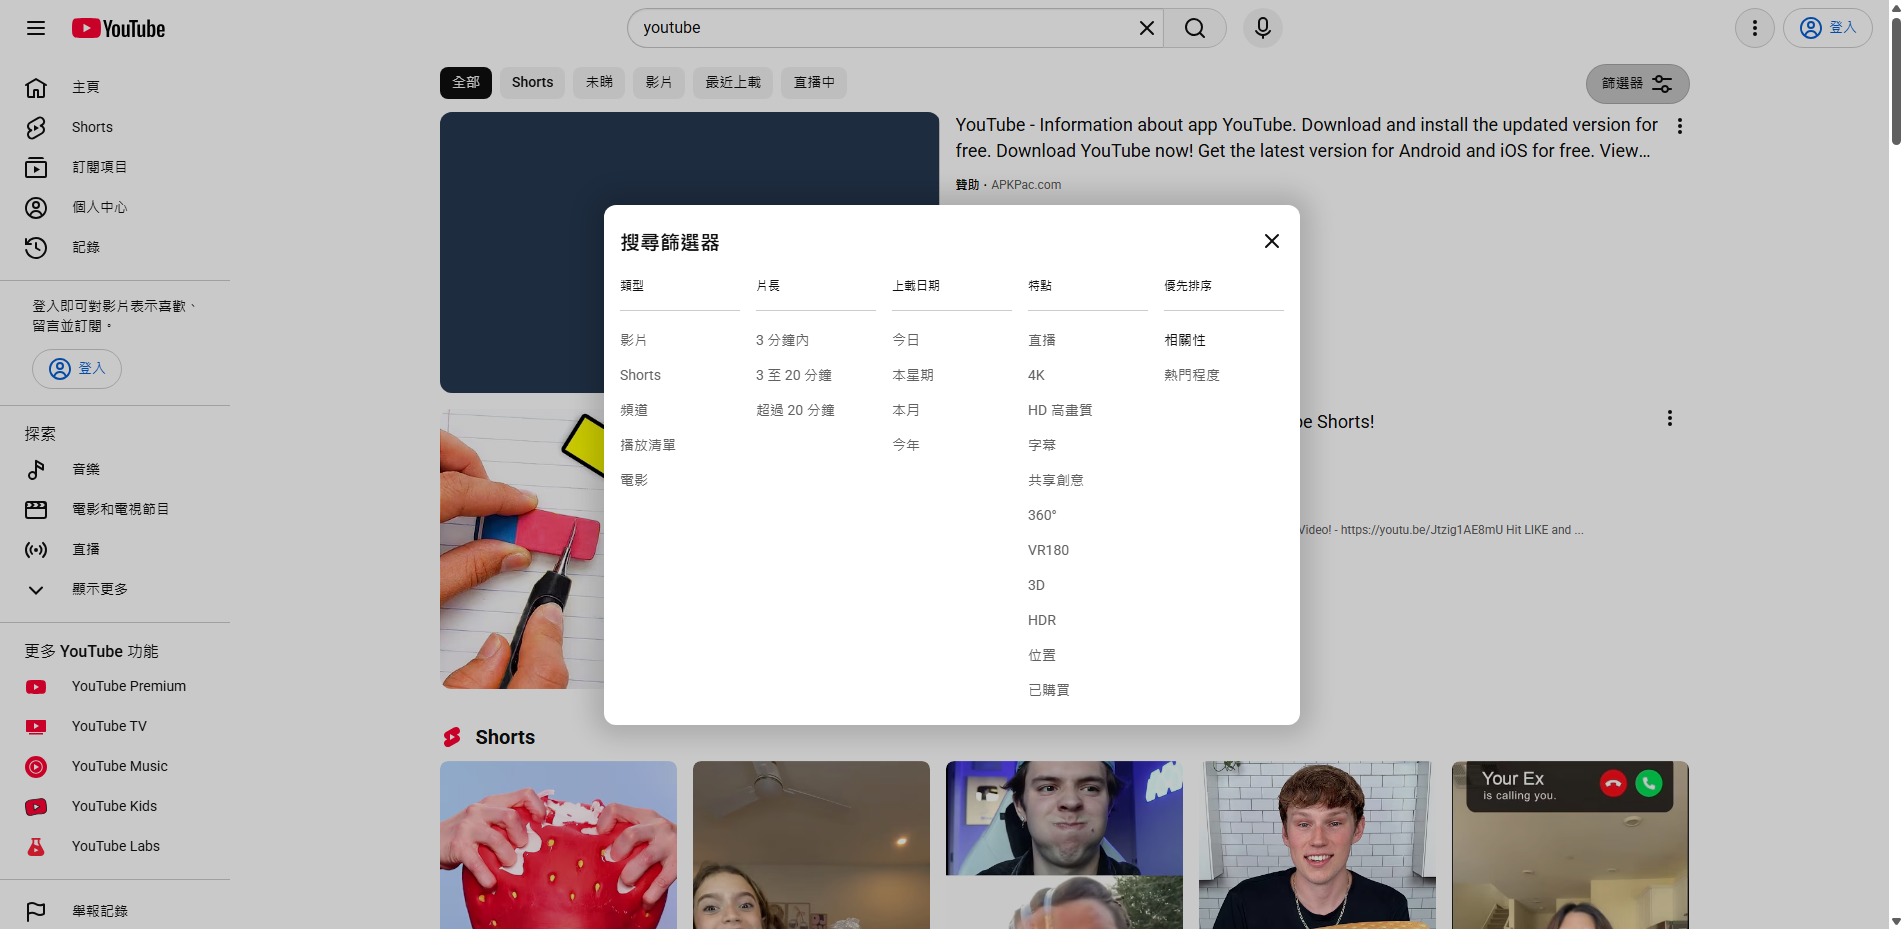 YouTube
youtube
登入
主頁
Shorts
訂閱項目
個人中心
記錄
登入即可對影片表示喜歡、
留言並訂閱。
登入
探索
音樂
電影和電視節目
直播
顯示更多
更多 YouTube 功能
YouTube Premium
YouTube TV
YouTube Music
YouTube Kids
YouTube Labs
舉報記錄
全部 Shorts 未睇 影片 最近上載 直播中
篩選器
YouTube - Information about app YouTube. Download and install the updated version for
free. Download YouTube now! Get the latest version for Android and iOS for free. View...
贊助・APKPac.com
搜尋篩選器
類型
影片
Shorts
頻道
播放清單
電影
片長
3 分鐘內
3 至 20 分鐘
超過 20 分鐘
上載日期
今日
本星期
本月
今年
特點
直播
4K
HD 高畫質
字幕
共享創意
360°
VR180
3D
HDR
位置
已購買
優先排序
相關性
熱門程度
be Shorts!
Video! - https://youtu.be/Jtzig1AE8mU Hit LIKE and ...
Shorts
Your Ex
is calling you.